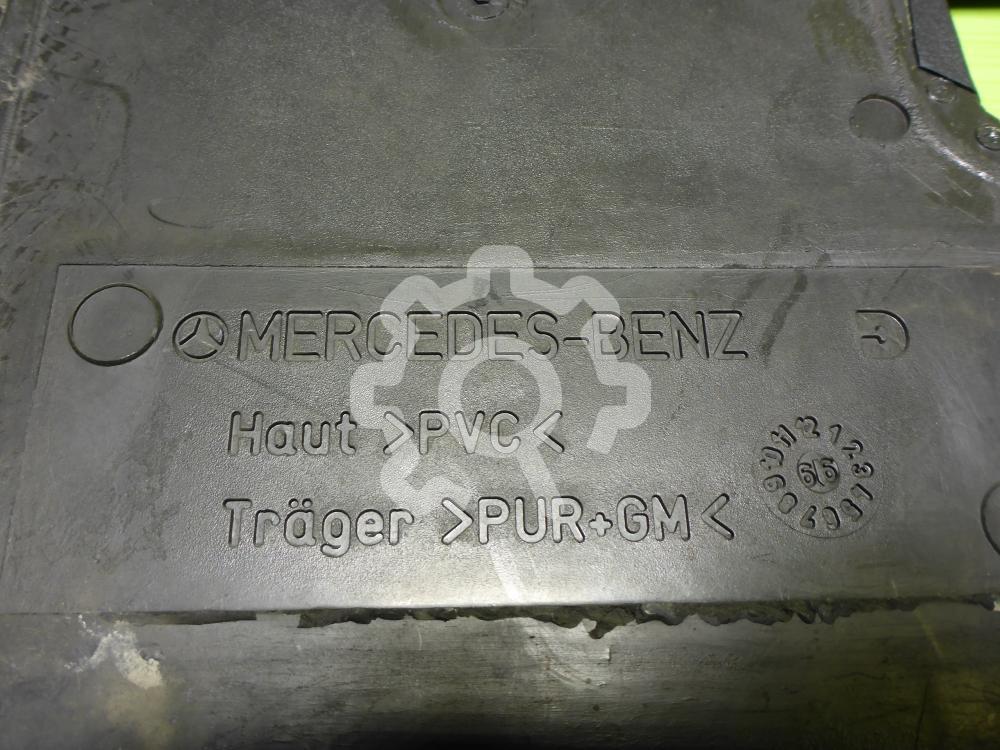 MERCEDES-BENZ
Haut >PVC<
Träger >PUR+GM<